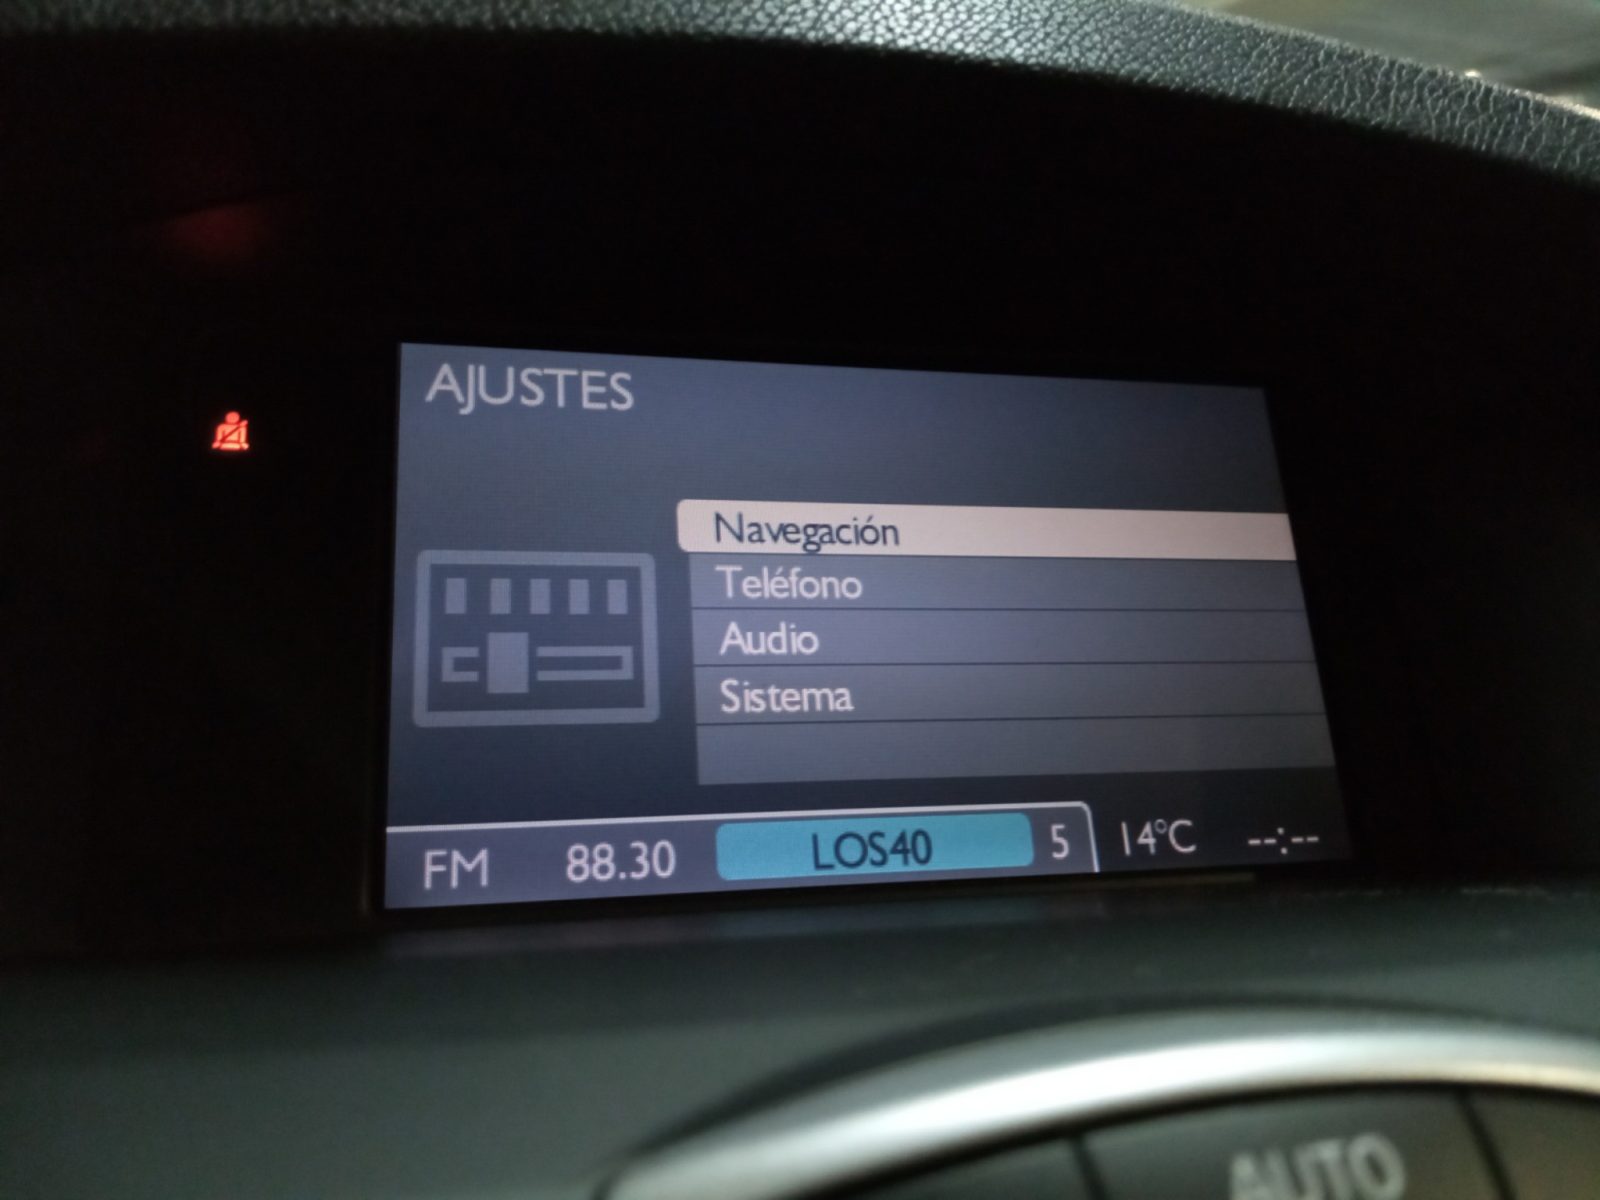 AJUSTES
Navegación
Teléfono
Audio
Sistema
FM 88.30 LOS40 5 14°C --:--
AUTO